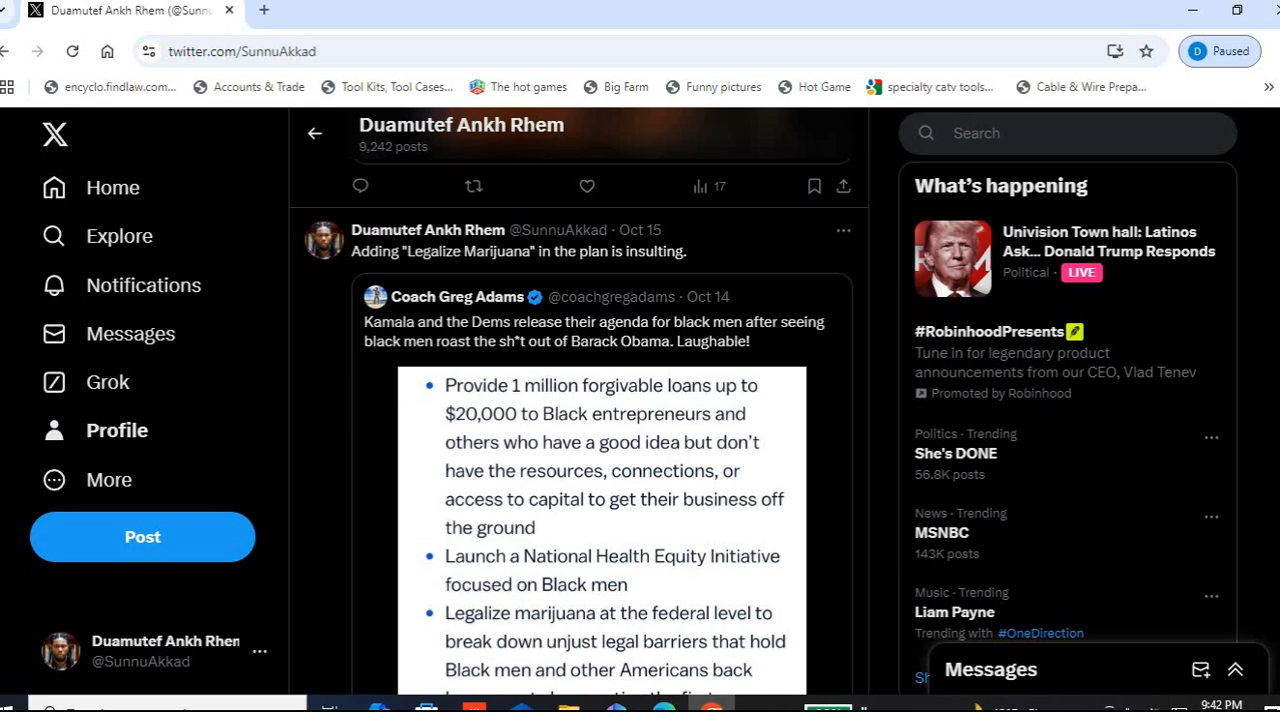 Duamutef Ankh Rhem (@Sunnu
twitter.com/SunnuAkkad
D Paused
encyclo.findlaw.com...
Accounts & Trade
Tool Kits, Tool Cases...
The hot games
Big Farm
Funny pictures
Hot Game
specialty catv tools...
Cable & Wire Prepa...
Home
Explore
Notifications
Messages
Grok
Profile
More
Post
Duamutef Ankh Rhem
@SunnuAkkad
Duamutef Ankh Rhem
9,242 posts
17
Duamutef Ankh Rhem @SunnuAkkad · Oct 15
Adding "Legalize Marijuana" in the plan is insulting.
Coach Greg Adams @coachgregadams · Oct 14
Kamala and the Dems release their agenda for black men after seeing
black men roast the sh*t out of Barack Obama. Laughable!
• Provide 1 million forgivable loans up to
$20,000 to Black entrepreneurs and
others who have a good idea but don't
have the resources, connections, or
access to capital to get their business off
the ground
• Launch a National Health Equity Initiative
focused on Black men
• Legalize marijuana at the federal level to
break down unjust legal barriers that hold
Black men and other Americans back
Search
What's happening
Univision Town hall: Latinos
Ask... Donald Trump Responds
Political · LIVE
#RobinhoodPresents
Tune in for legendary product
announcements from our CEO, Vlad Tenev
Promoted by Robinhood
Politics · Trending
She's DONE
56.8K posts
News · Trending
MSNBC
143K posts
Music · Trending
Liam Payne
Trending with #OneDirection
Sh
Messages
9:42 PM